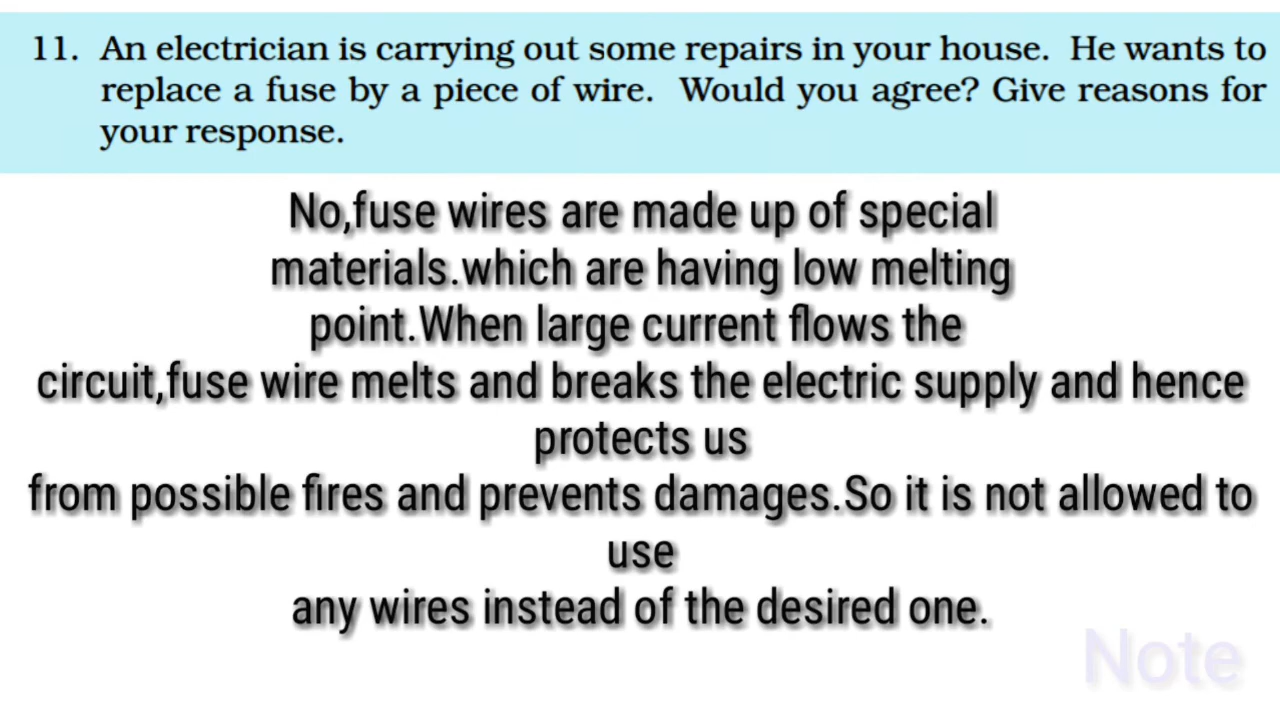 11. An electrician is carrying out some repairs in your house. He wants to
replace a fuse by a piece of wire. Would you agree? Give reasons for
your response.
No,fuse wires are made up of special
materials.which are having low melting
point.When large current flows the
circuit,fuse wire melts and breaks the electric supply and hence
protects us
from possible fires and prevents damages.So it is not allowed to
use
any wires instead of the desired one.
Note